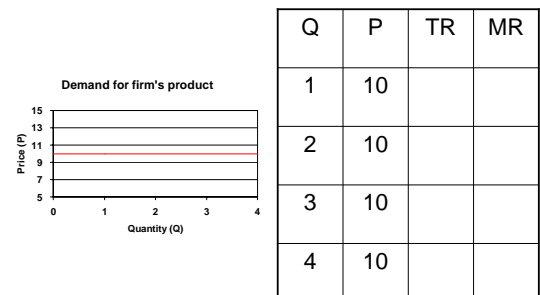 Demand for firm's product
15
13
11
9
7
5
Price (P)
0 1 2 3 4
Quantity (Q)
Q P TR MR
1 10
2 10
3 10
4 10